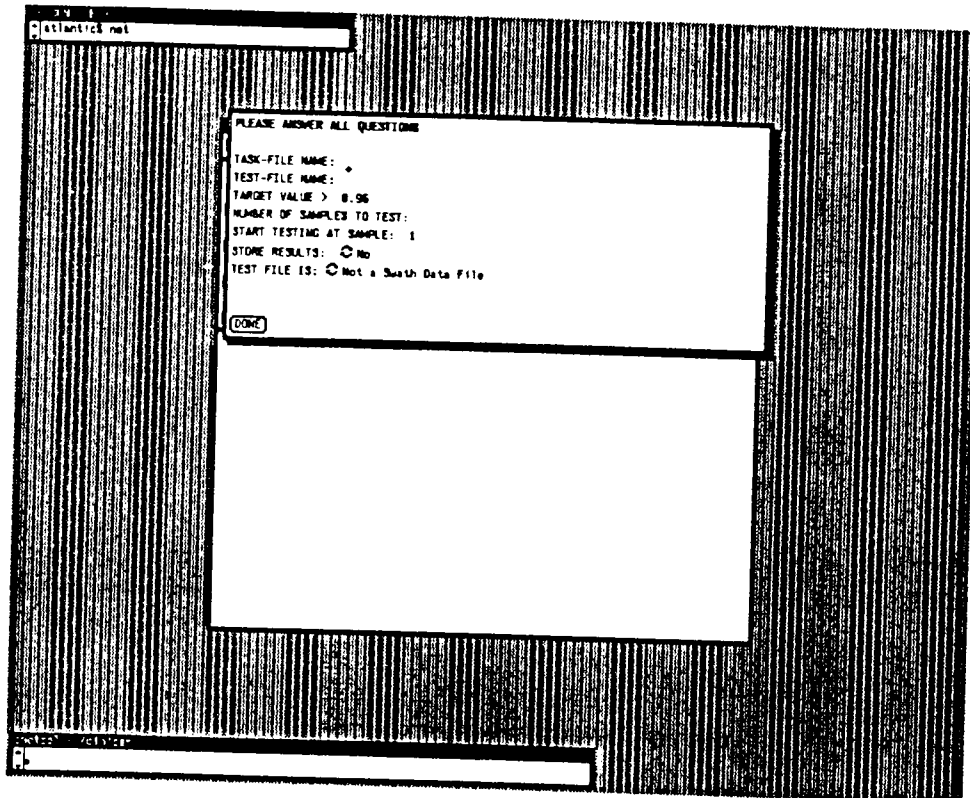 atlantic% net
PLEASE ANSWER ALL QUESTIONS
TASK-FILE NAME:
TEST-FILE NAME:
TARGET VALUE > 0.96
NUMBER OF SAMPLES TO TEST:
START TESTING AT SAMPLE: 1
STORE RESULTS: No
TEST FILE IS: Not a Swath Data File
DONE